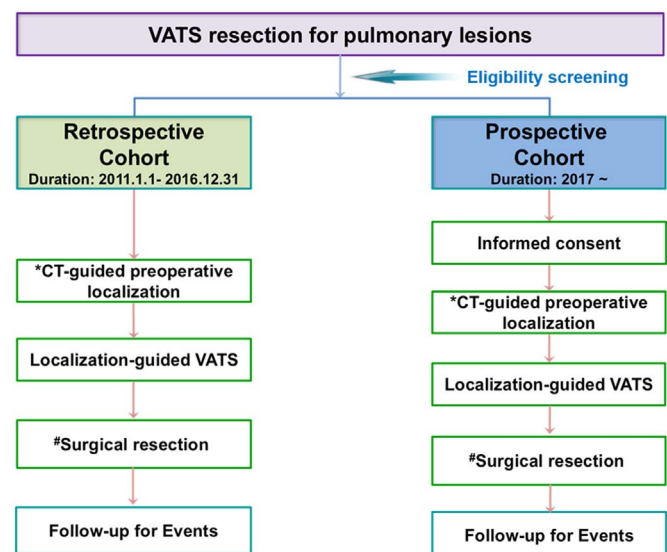 VATS resection for pulmonary lesions
Eligibility screening
Retrospective
Cohort
Duration: 2011.1.1- 2016.12.31
*CT-guided preoperative
localization
Localization-guided VATS
#Surgical resection
Follow-up for Events
Prospective
Cohort
Duration: 2017 ~
Informed consent
*CT-guided preoperative
localization
Localization-guided VATS
#Surgical resection
Follow-up for Events